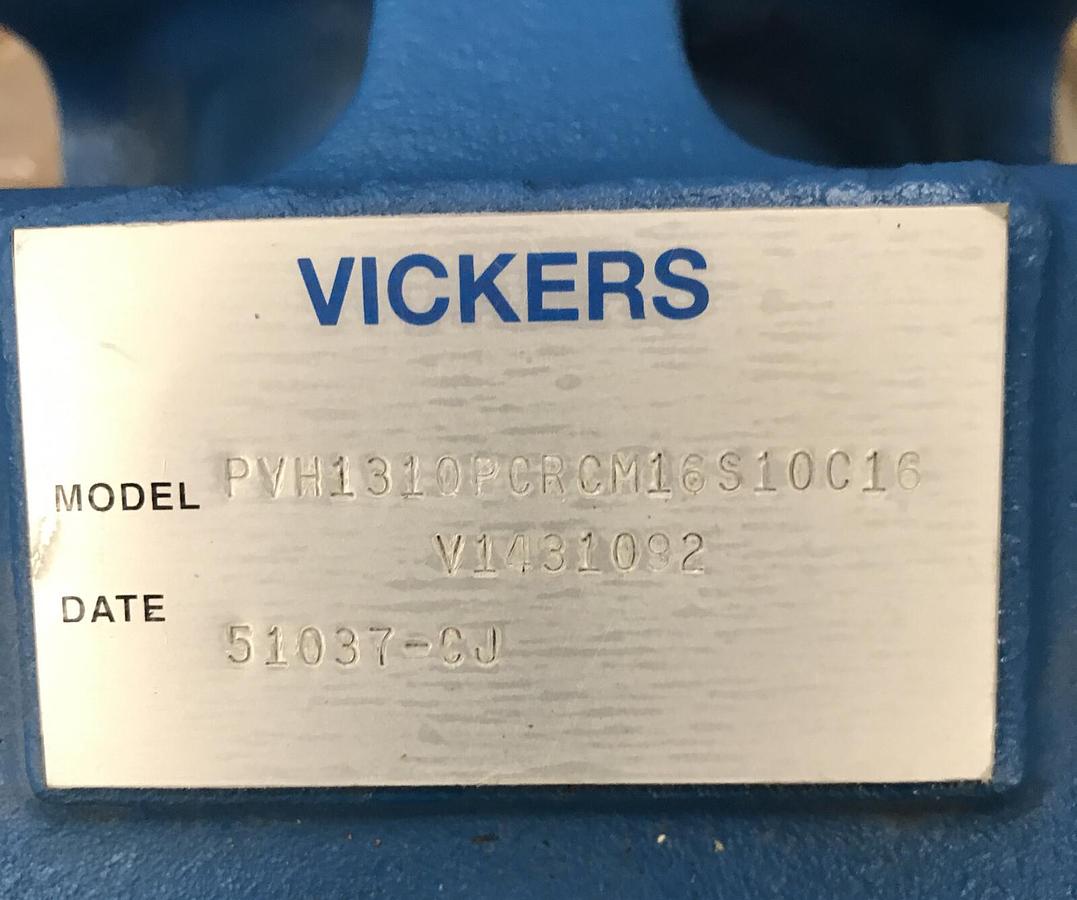 VICKERS
MODEL PVH131QPCRCM16S10C16
V1431092
DATE
51037-CJ